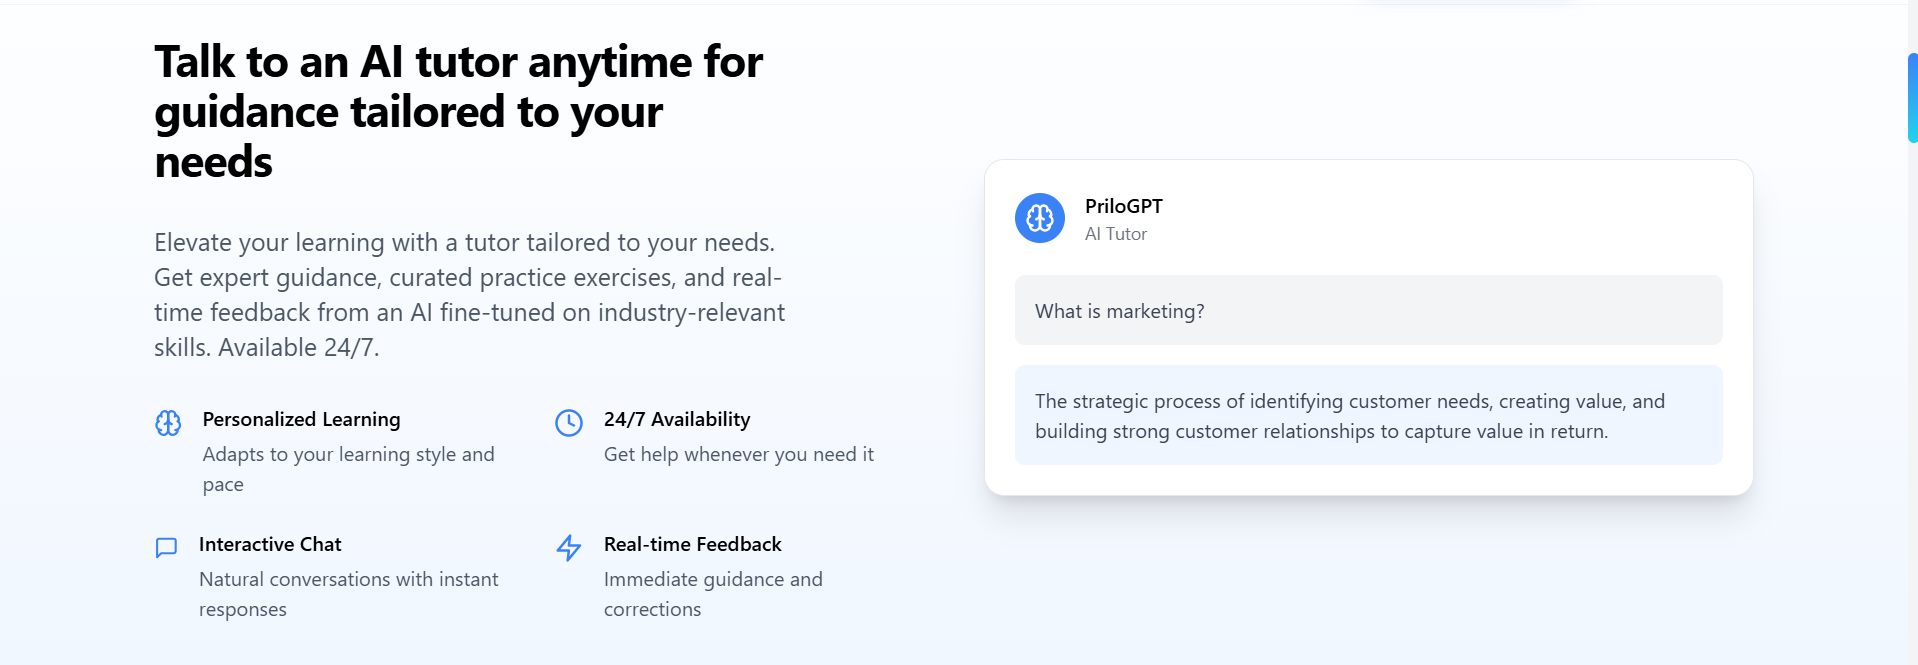 Talk to an AI tutor anytime for
guidance tailored to your
needs
Elevate your learning with a tutor tailored to your needs.
Get expert guidance, curated practice exercises, and real-
time feedback from an AI fine-tuned on industry-relevant
skills. Available 24/7.
Personalized Learning
Adapts to your learning style and
pace
24/7 Availability
Get help whenever you need it
Interactive Chat
Natural conversations with instant
responses
Real-time Feedback
Immediate guidance and
corrections
PriloGPT
AI Tutor
What is marketing?
The strategic process of identifying customer needs, creating value, and
building strong customer relationships to capture value in return.